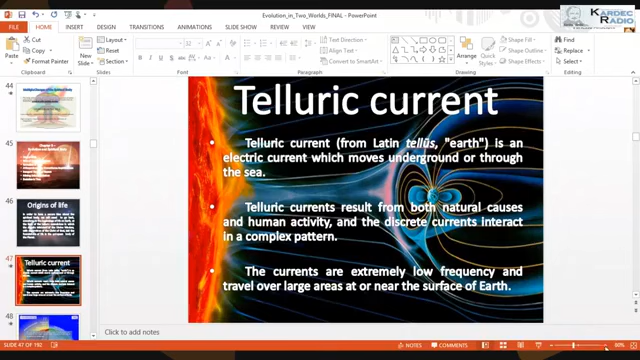 Evolution_in_Two_Worlds_FINAL - PowerPoint
KARDEC
RADIO
FILE HOME INSERT DESIGN TRANSITIONS ANIMATIONS SLIDE SHOW REVIEW VIEW
Paste
Cut
Copy
Format Painter
Clipboard
New
Slide
Layout
Reset
Section
Slides
Font
Text Direction
Align Text
Convert to SmartArt
Paragraph
Arrange
Quick
Styles
Shape Fill
Shape Outline
Shape Effects
Drawing
Find
Replace
Select
Editing
44
45
46
Origins of life
47
Telluric current
48
Telluric current
• Telluric current (from Latin tellūs, "earth") is an
electric current which moves underground or through
the sea.
• Telluric currents result from both natural causes
and human activity, and the discrete currents interact
in a complex pattern.
• The currents are extremely low frequency and
travel over large areas at or near the surface of Earth.
Click to add notes
SLIDE 47 OF 192
NOTES COMMENTS
80%